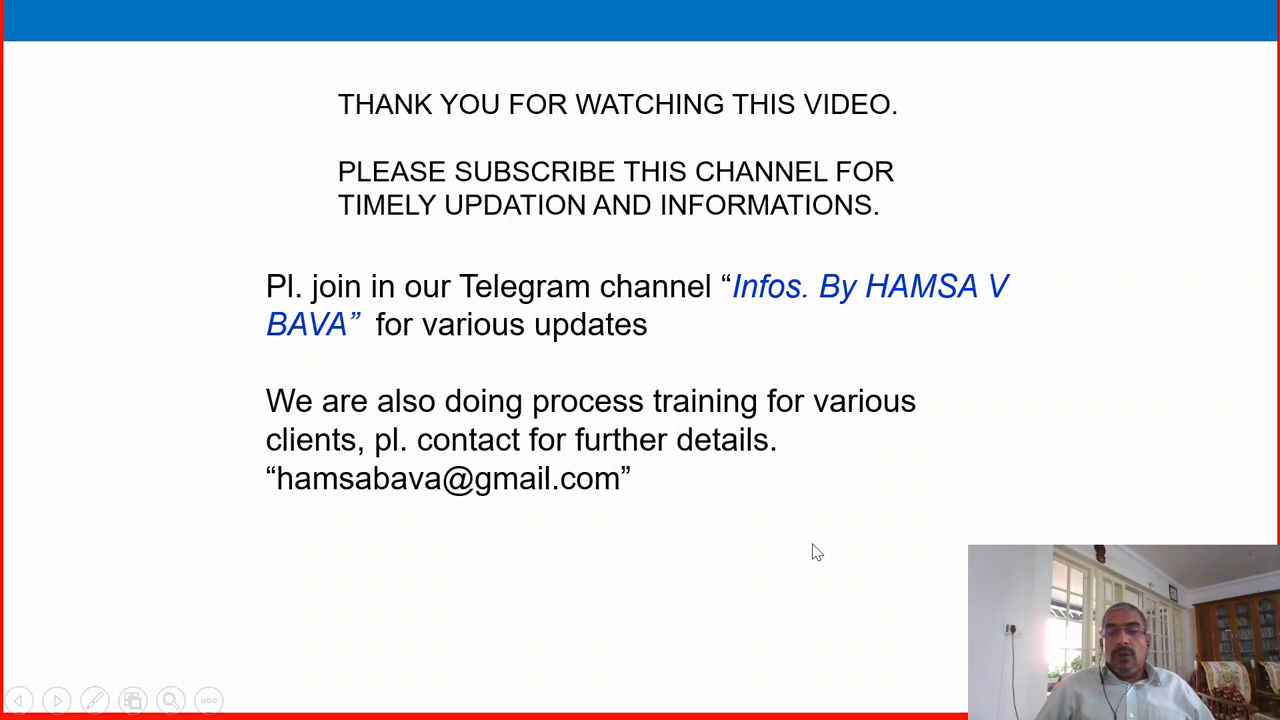 THANK YOU FOR WATCHING THIS VIDEO.
PLEASE SUBSCRIBE THIS CHANNEL FOR
TIMELY UPDATION AND INFORMATIONS.
Pl. join in our Telegram channel “Infos. By HAMSA V
BAVA” for various updates
We are also doing process training for various
clients, pl. contact for further details.
“hamsabava@gmail.com”